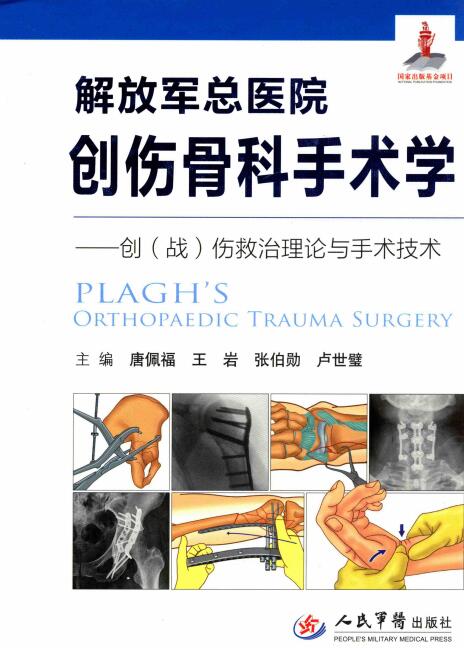 国家出版基金项目
NATIONAL PUBLICATION FOUNDATION
解放军总医院
创伤骨科手术学
——创（战）伤救治理论与手术技术
PLAGH'S
ORTHOPAEDIC TRAUMA SURGERY
主 编 唐佩福 王 岩 张伯勋 卢世璧
人民军醫出版社
PEOPLE'S MILITARY MEDICAL PRESS